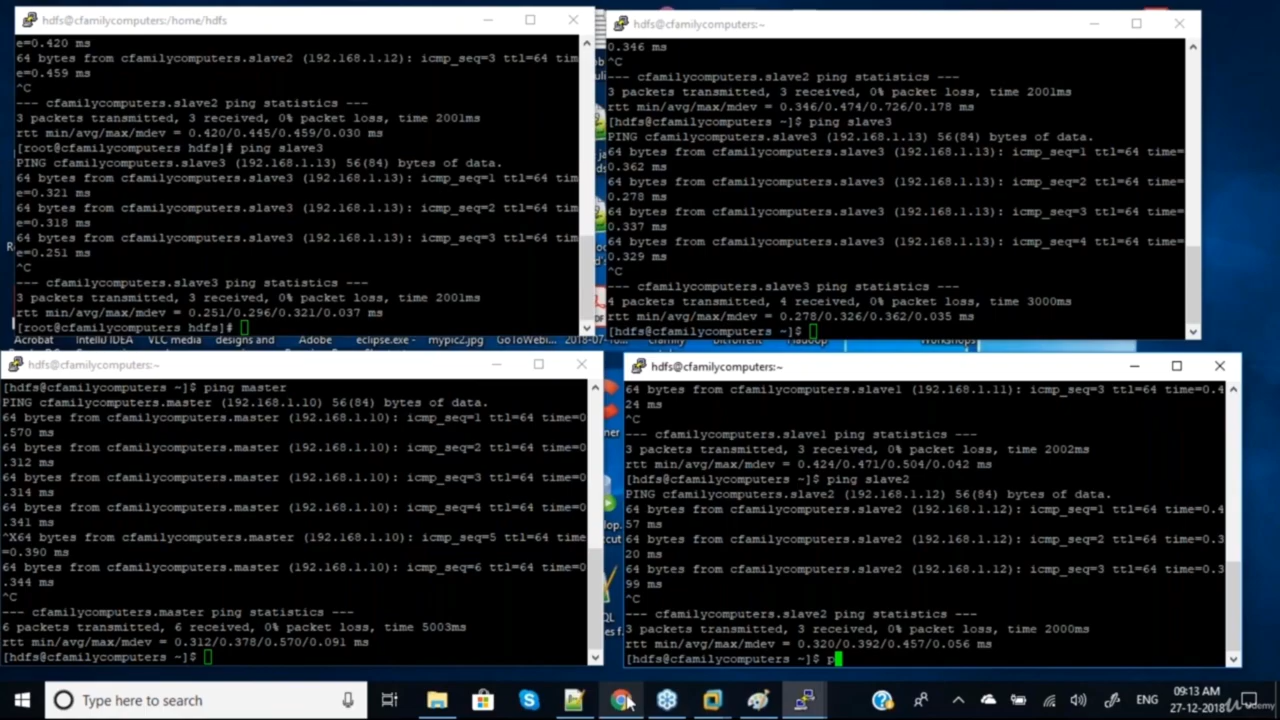 hdfs@cfamilycomputers:/home/hdfs
e=0.420 ms
64 bytes from cfamilycomputers.slave2 (192.168.1.12): icmp_seq=3 ttl=64 tim
e=0.459 ms
^C
--- cfamilycomputers.slave2 ping statistics ---
3 packets transmitted, 3 received, 0% packet loss, time 2001ms
rtt min/avg/max/mdev = 0.420/0.445/0.459/0.030 ms
[root@cfamilycomputers hdfs]# ping slave3
PING cfamilycomputers.slave3 (192.168.1.13) 56(84) bytes of data.
64 bytes from cfamilycomputers.slave3 (192.168.1.13): icmp_seq=1 ttl=64 tim
e=0.321 ms
64 bytes from cfamilycomputers.slave3 (192.168.1.13): icmp_seq=2 ttl=64 tim
e=0.318 ms
64 bytes from cfamilycomputers.slave3 (192.168.1.13): icmp_seq=3 ttl=64 tim
e=0.251 ms
^C
--- cfamilycomputers.slave3 ping statistics ---
3 packets transmitted, 3 received, 0% packet loss, time 2001ms
rtt min/avg/max/mdev = 0.251/0.296/0.321/0.037 ms
[root@cfamilycomputers hdfs]#
hdfs@cfamilycomputers:~
0.346 ms
^C
--- cfamilycomputers.slave2 ping statistics ---
3 packets transmitted, 3 received, 0% packet loss, time 2001ms
rtt min/avg/max/mdev = 0.346/0.474/0.726/0.178 ms
[hdfs@cfamilycomputers ~]$ ping slave3
PING cfamilycomputers.slave3 (192.168.1.13) 56(84) bytes of data.
64 bytes from cfamilycomputers.slave3 (192.168.1.13): icmp_seq=1 ttl=64 time=
0.362 ms
64 bytes from cfamilycomputers.slave3 (192.168.1.13): icmp_seq=2 ttl=64 time=
0.278 ms
64 bytes from cfamilycomputers.slave3 (192.168.1.13): icmp_seq=3 ttl=64 time=
0.337 ms
64 bytes from cfamilycomputers.slave3 (192.168.1.13): icmp_seq=4 ttl=64 time=
0.329 ms
^C
--- cfamilycomputers.slave3 ping statistics ---
4 packets transmitted, 4 received, 0% packet loss, time 3000ms
rtt min/avg/max/mdev = 0.278/0.326/0.362/0.035 ms
[hdfs@cfamilycomputers ~]$
Acrobat IntelliJ IDEA VLC media designs and Adobe eclipse.exe - mypic2.jpg GoToWebi... 2018-07-10... Workshops
hdfs@cfamilycomputers:~
[hdfs@cfamilycomputers ~]$ ping master
PING cfamilycomputers.master (192.168.1.10) 56(84) bytes of data.
64 bytes from cfamilycomputers.master (192.168.1.10): icmp_seq=1 ttl=64 time=0
.570 ms
64 bytes from cfamilycomputers.master (192.168.1.10): icmp_seq=2 ttl=64 time=0
.312 ms
64 bytes from cfamilycomputers.master (192.168.1.10): icmp_seq=3 ttl=64 time=0
.314 ms
64 bytes from cfamilycomputers.master (192.168.1.10): icmp_seq=4 ttl=64 time=0
.341 ms
^X64 bytes from cfamilycomputers.master (192.168.1.10): icmp_seq=5 ttl=64 time
=0.390 ms
64 bytes from cfamilycomputers.master (192.168.1.10): icmp_seq=6 ttl=64 time=0
.344 ms
^C
--- cfamilycomputers.master ping statistics ---
6 packets transmitted, 6 received, 0% packet loss, time 5003ms
rtt min/avg/max/mdev = 0.312/0.378/0.570/0.091 ms
[hdfs@cfamilycomputers ~]$
hdfs@cfamilycomputers:~
64 bytes from cfamilycomputers.slave1 (192.168.1.11): icmp_seq=3 ttl=64 time=0.4
24 ms
^C
--- cfamilycomputers.slave1 ping statistics ---
3 packets transmitted, 3 received, 0% packet loss, time 2002ms
rtt min/avg/max/mdev = 0.424/0.471/0.504/0.042 ms
[hdfs@cfamilycomputers ~]$ ping slave2
PING cfamilycomputers.slave2 (192.168.1.12) 56(84) bytes of data.
64 bytes from cfamilycomputers.slave2 (192.168.1.12): icmp_seq=1 ttl=64 time=0.4
57 ms
64 bytes from cfamilycomputers.slave2 (192.168.1.12): icmp_seq=2 ttl=64 time=0.3
20 ms
64 bytes from cfamilycomputers.slave2 (192.168.1.12): icmp_seq=3 ttl=64 time=0.3
99 ms
^C
--- cfamilycomputers.slave2 ping statistics ---
3 packets transmitted, 3 received, 0% packet loss, time 2000ms
rtt min/avg/max/mdev = 0.320/0.392/0.457/0.056 ms
[hdfs@cfamilycomputers ~]$ p
Type here to search
ENG
09:13 AM
27-12-2018
Udemy